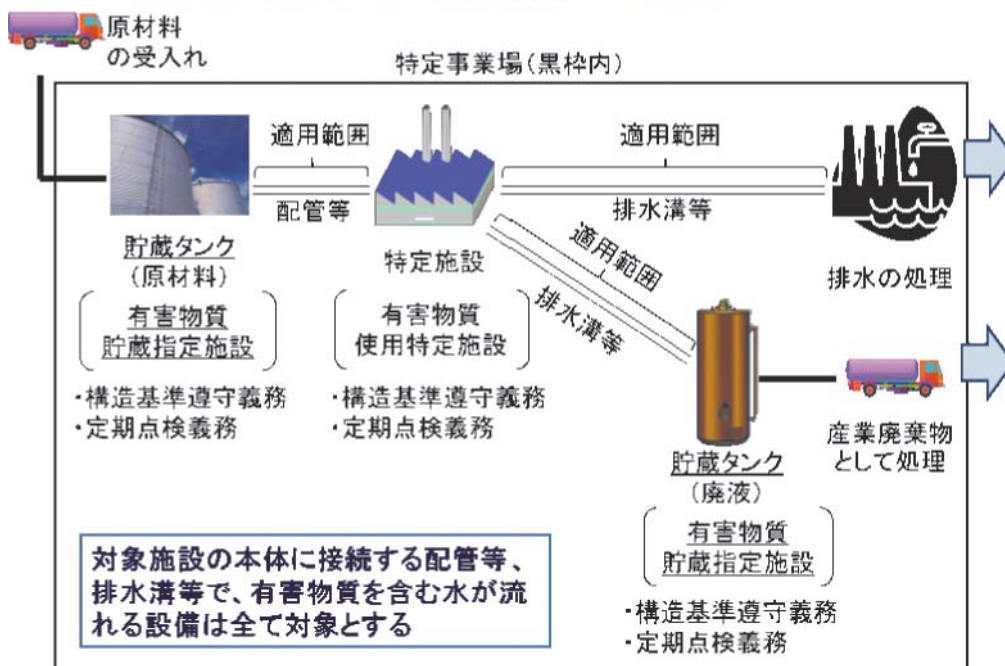 原材料
の受入れ
特定事業場(黒枠内)
適用範囲
適用範囲
配管等
排水溝等
適用範囲
排水溝等
貯蔵タンク
(原材料)
有害物質
貯蔵指定施設
・構造基準遵守義務
・定期点検義務
特定施設
有害物質
使用特定施設
・構造基準遵守義務
・定期点検義務
排水の処理
産業廃棄物
として処理
貯蔵タンク
(廃液)
有害物質
貯蔵指定施設
・構造基準遵守義務
・定期点検義務
対象施設の本体に接続する配管等、
排水溝等で、有害物質を含む水が流
れる設備は全て対象とする